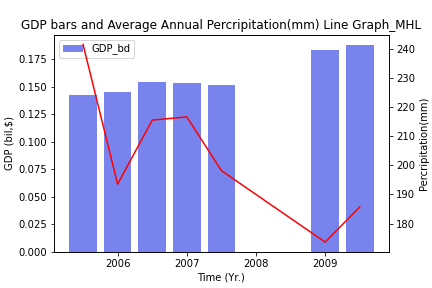 GDP bars and Average Annual Percripitation(mm) Line Graph_MHL
GDP_bd
0.175
0.150
0.125
0.100
0.075
0.050
0.025
0.000
GDP (bil,$)
240
230
220
210
200
190
180
Percripitation(mm)
2006 2007 2008 2009
Time (Yr.)